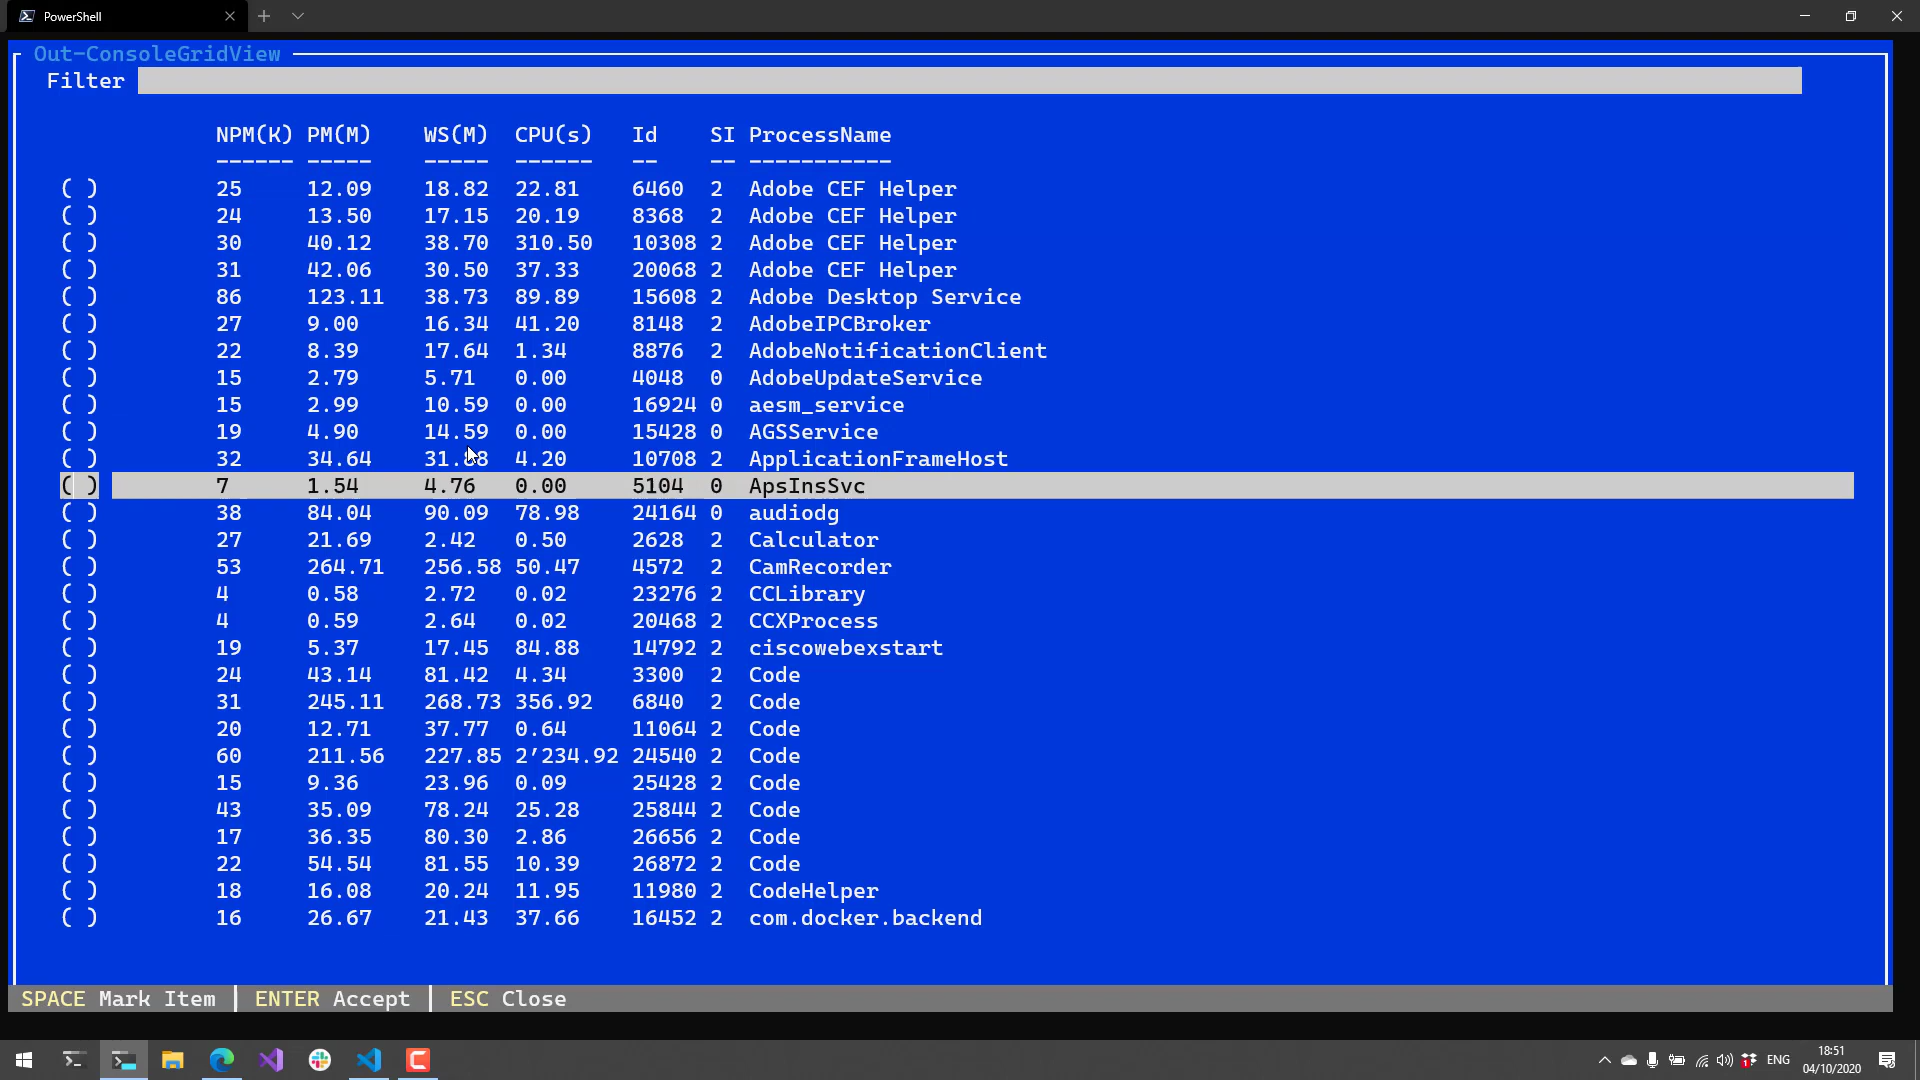 PowerShell
Out-ConsoleGridView
Filter
NPM(K) PM(M) WS(M) CPU(s) Id SI ProcessName
------ ----- ----- ------ -- -- -----------
( ) 25 12.09 18.82 22.81 6460 2 Adobe CEF Helper
( ) 24 13.50 17.15 20.19 8368 2 Adobe CEF Helper
( ) 30 40.12 38.70 310.50 10308 2 Adobe CEF Helper
( ) 31 42.06 30.50 37.33 20068 2 Adobe CEF Helper
( ) 86 123.11 38.73 89.89 15608 2 Adobe Desktop Service
( ) 27 9.00 16.34 41.20 8148 2 AdobeIPCBroker
( ) 22 8.39 17.64 1.34 8876 2 AdobeNotificationClient
( ) 15 2.79 5.71 0.00 4048 0 AdobeUpdateService
( ) 15 2.99 10.59 0.00 16924 0 aesm_service
( ) 19 4.90 14.59 0.00 15428 0 AGSService
( ) 32 34.64 4.20 10708 2 ApplicationFrameHost
( ) 7 1.54 4.76 0.00 5104 0 ApsInsSvc
( ) 38 84.04 90.09 78.98 24164 0 audiodg
( ) 27 21.69 2.42 0.50 2628 2 Calculator
( ) 53 264.71 256.58 50.47 4572 2 CamRecorder
( ) 4 0.58 2.72 0.02 23276 2 CCLibrary
( ) 4 0.59 2.64 0.02 20468 2 CCXProcess
( ) 19 5.37 17.45 84.88 14792 2 ciscowebexstart
( ) 24 43.14 81.42 4.34 3300 2 Code
( ) 31 245.11 268.73 356.92 6840 2 Code
( ) 20 12.71 37.77 0.64 11064 2 Code
( ) 60 211.56 227.85 2’234.92 24540 2 Code
( ) 15 9.36 23.96 0.09 25428 2 Code
( ) 43 35.09 78.24 25.28 25844 2 Code
( ) 17 36.35 80.30 2.86 26656 2 Code
( ) 22 54.54 81.55 10.39 26872 2 Code
( ) 18 16.08 20.24 11.95 11980 2 CodeHelper
( ) 16 26.67 21.43 37.66 16452 2 com.docker.backend
SPACE Mark Item | ENTER Accept | ESC Close
ENG
18:51
04/10/2020